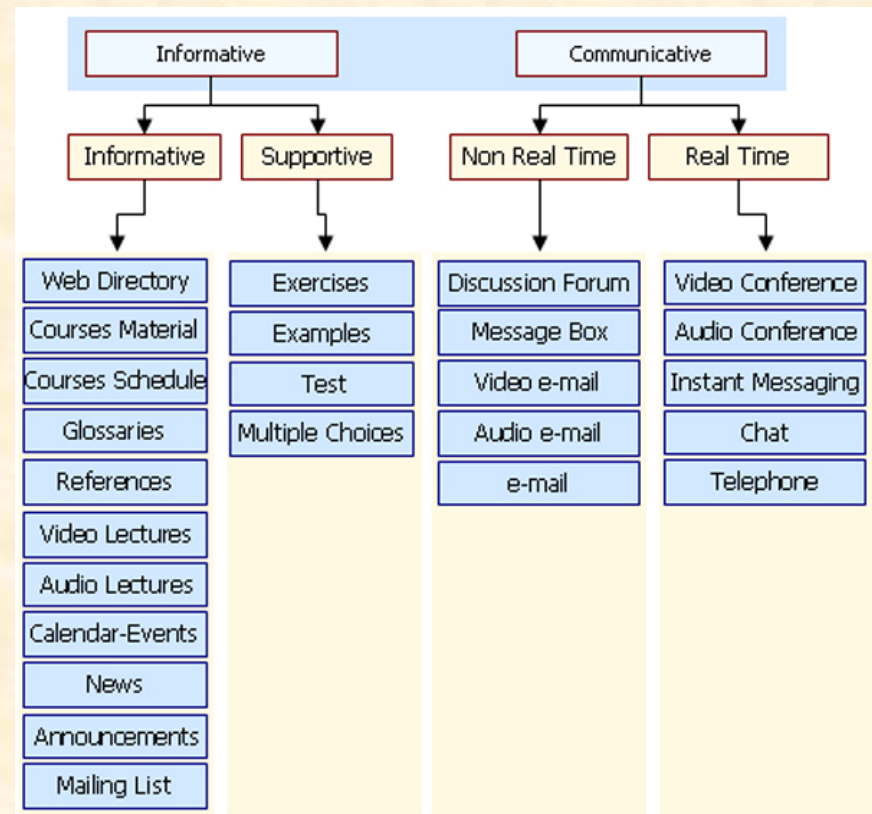 Informative
Communicative
Informative
Supportive
Non Real Time
Real Time
Web Directory
Courses Material
Courses Schedule
Glossaries
References
Video Lectures
Audio Lectures
Calendar-Events
News
Announcements
Mailing List
Exercises
Examples
Test
Multiple Choices
Discussion Forum
Message Box
Video e-mail
Audio e-mail
e-mail
Video Conference
Audio Conference
Instant Messaging
Chat
Telephone